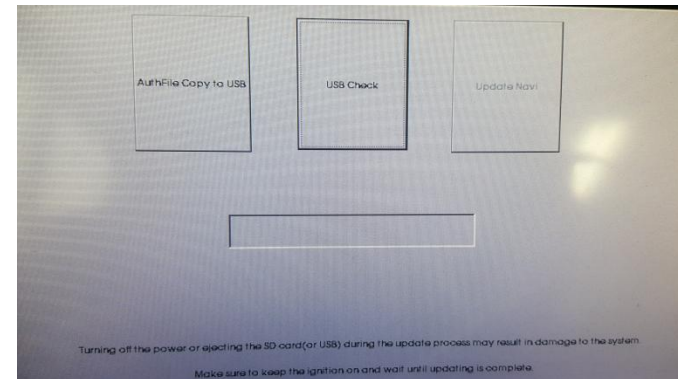 AuthFile Copy to USB
USB Check
Update Navi
Turning off the power or ejecting the SD card(or USB) during the update process may result in damage to the system.
Make sure to keep the ignition on and wait until updating is complete.